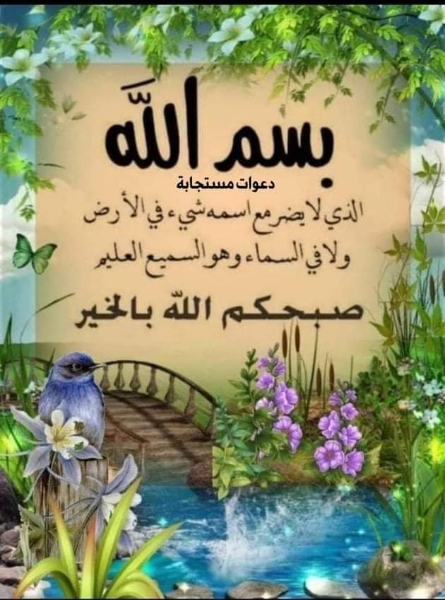 بسم الله
دعوات مستجابة
الذي لا يضر مع اسمه شيء في الأرض
ولا في السماء وهو السميع العليم
صبحكم الله بالخير